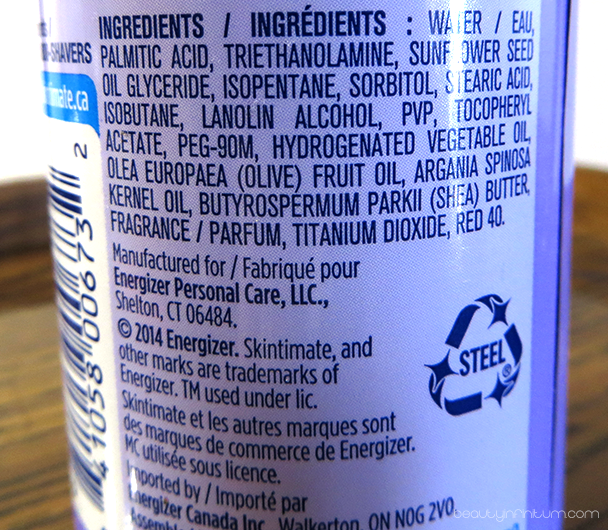 INGREDIENTS / INGRÉDIENTS : WATER / EAU,
PALMITIC ACID, TRIETHANOLAMINE, SUNFLOWER SEED
OIL GLYCERIDE, ISOPENTANE, SORBITOL, STEARIC ACID,
ISOBUTANE, LANOLIN ALCOHOL, PVP, TOCOPHERYL
ACETATE, PEG-90M, HYDROGENATED VEGETABLE OIL,
OLEA EUROPAEA (OLIVE) FRUIT OIL, ARGANIA SPINOSA
KERNEL OIL, BUTYROSPERMUM PARKII (SHEA) BUTTER,
FRAGRANCE / PARFUM, TITANIUM DIOXIDE, RED 40.
Manufactured for / Fabriqué pour
Energizer Personal Care, LLC.,
Shelton, CT 06484.
© 2014 Energizer. Skintimate, and
other marks are trademarks of
Energizer. TM used under lic.
Skintimate et les autres marques sont
des marques de commerce de Energizer.
MC utilisée sous licence.
Imported by / Importé par
Energizer Canada Inc., Walkerton, ON N0G 2V0
STEEL
®
-SHAVERS
timate.ca
41058 00673 2
beautyinfinitum.com